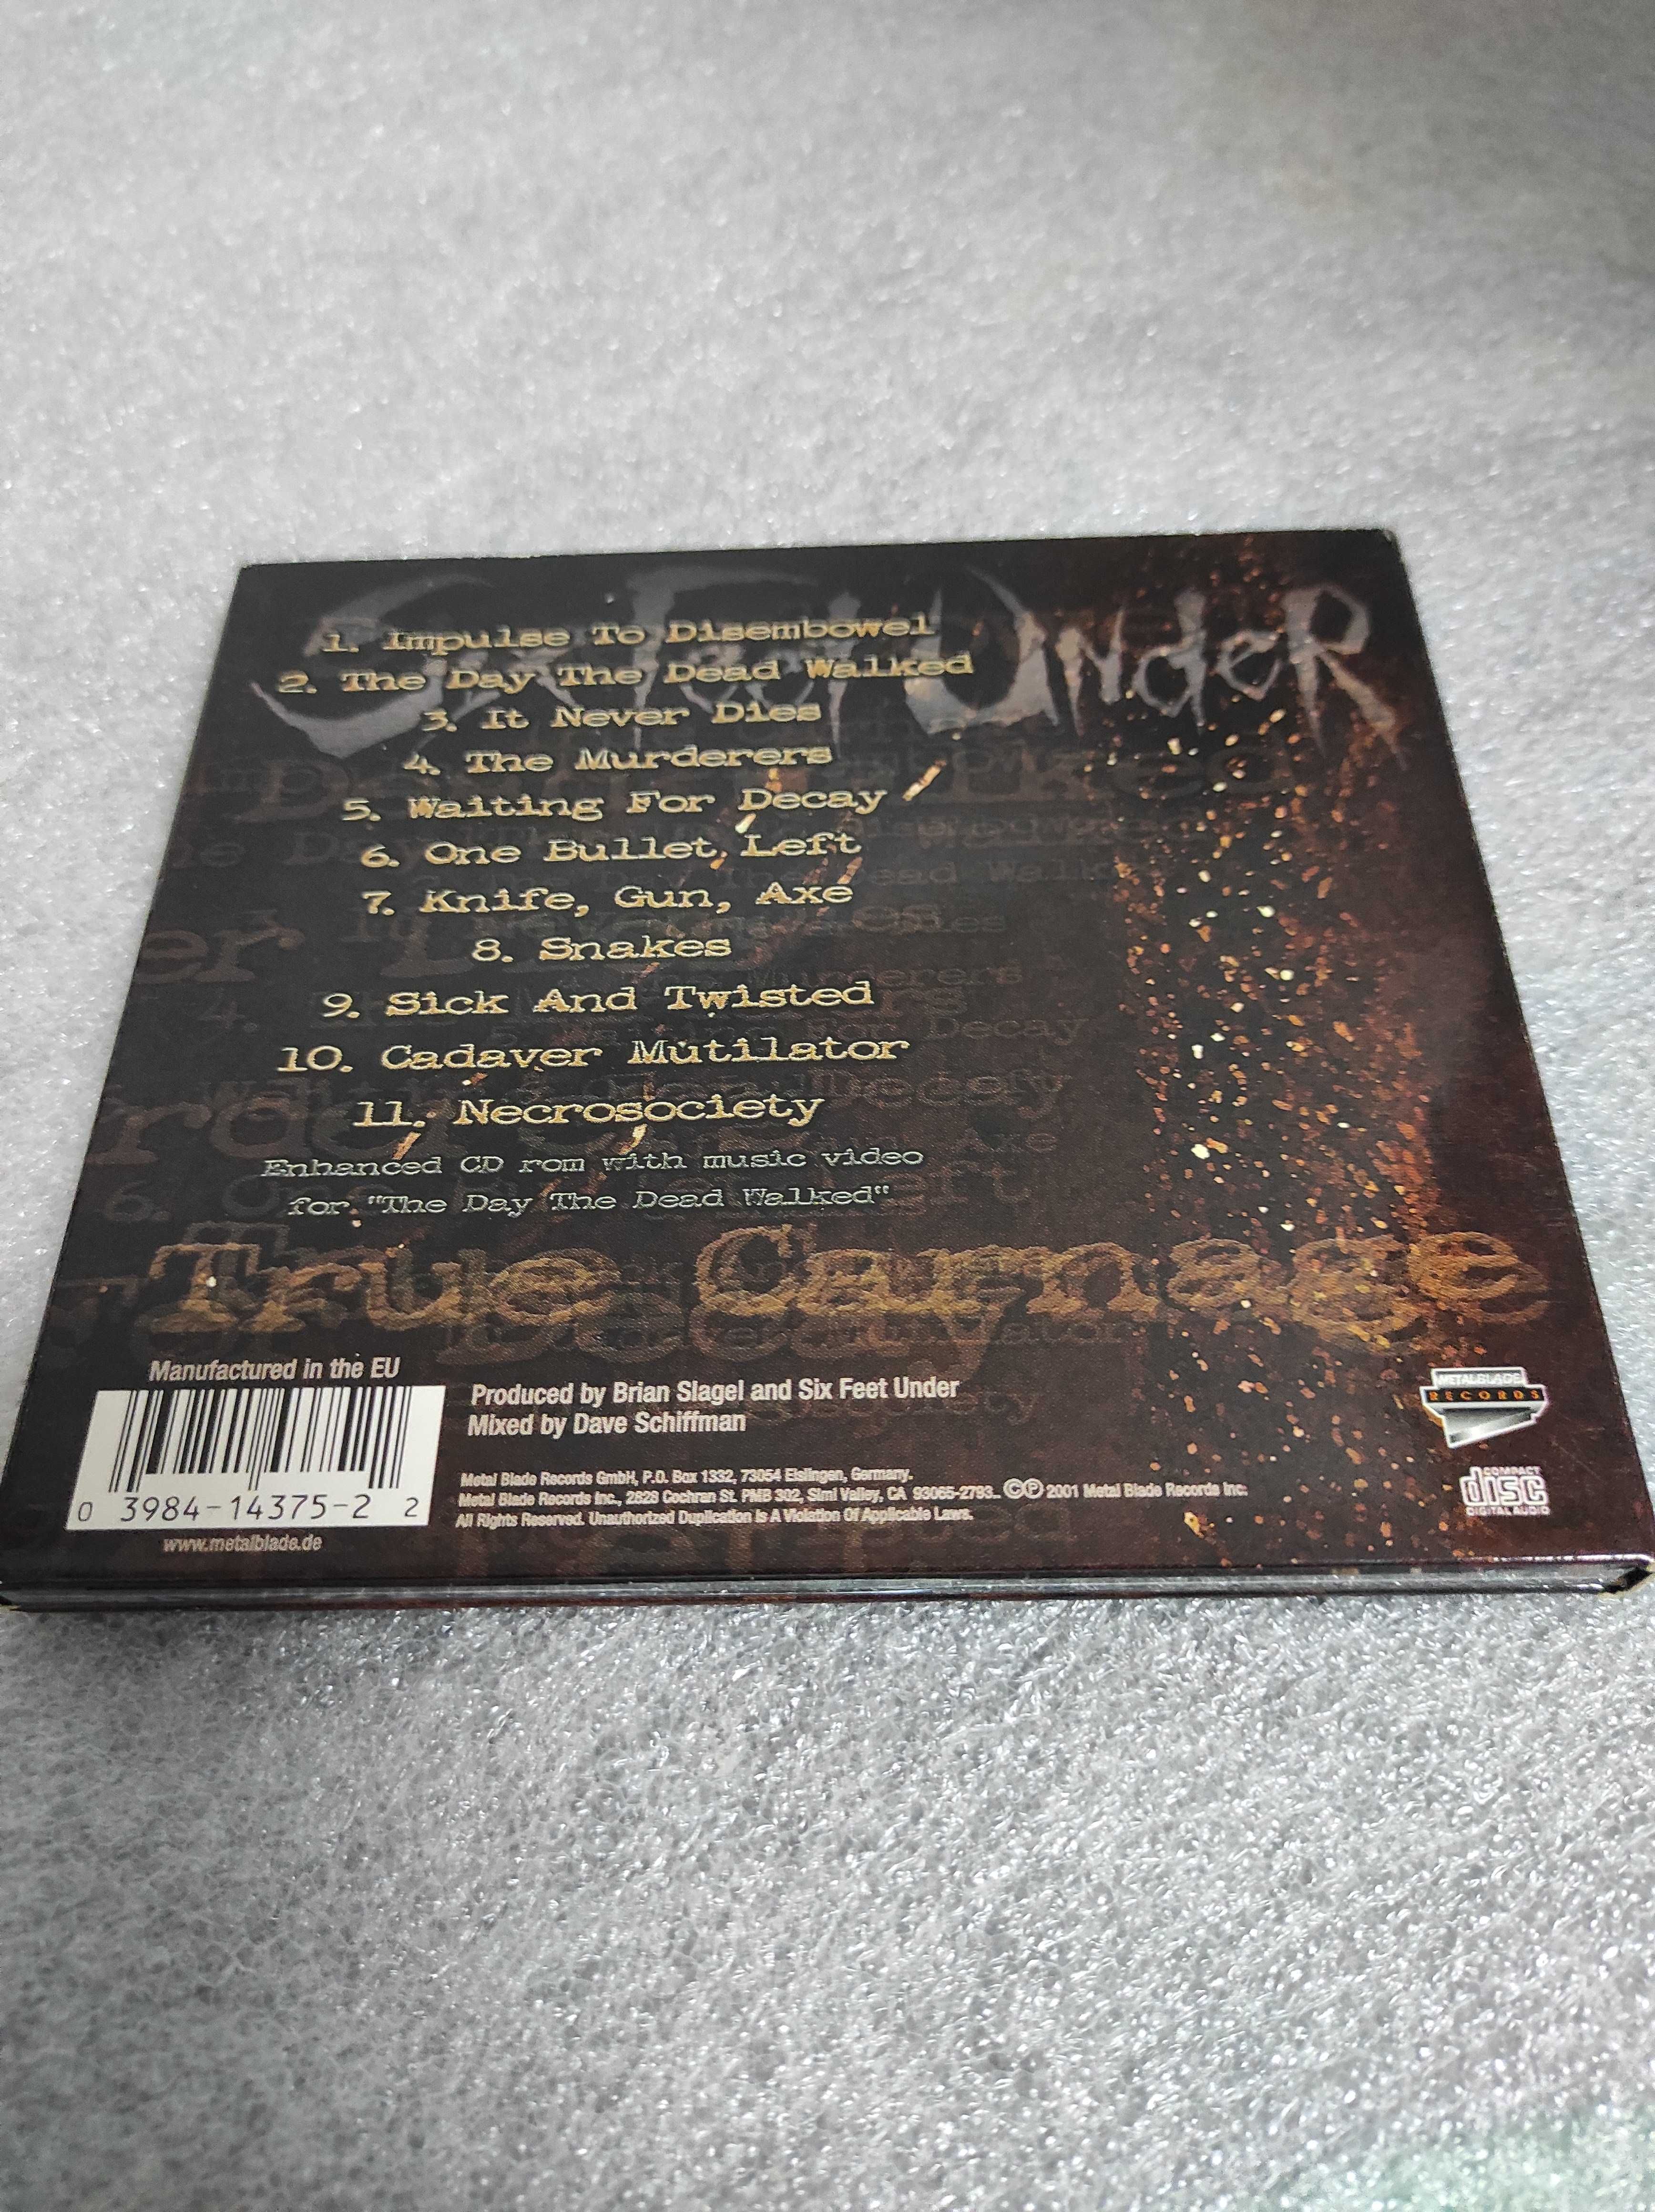 Six Feet Under
1. Impulse To Disembowel
2. The Day The Dead Walked
3. It Never Dies
4. The Murderers
5. Waiting For Decay
6. One Bullet Left
7. Knife, Gun, Axe
8. Snakes
9. Sick And Twisted
10. Cadaver Mutilator
11. Necrosociety
Enhanced CD rom with music video
for "The Day The Dead Walked"
True Carnage
Manufactured in the EU
0 3984-14375-2 2
www.metalblade.de
Produced by Brian Slagel and Six Feet Under
Mixed by Dave Schiffman
Metal Blade Records GmbH, P.O. Box 1332, 73054 Eislingen, Germany.
Metal Blade Records Inc., 2828 Cochran St. PMB 302, Simi Valley, CA 93065-2793. ©℗ 2001 Metal Blade Records Inc.
All Rights Reserved. Unauthorized Duplication Is A Violation Of Applicable Laws.
METALBLADE
RECORDS
COMPACT
disc
DIGITAL AUDIO